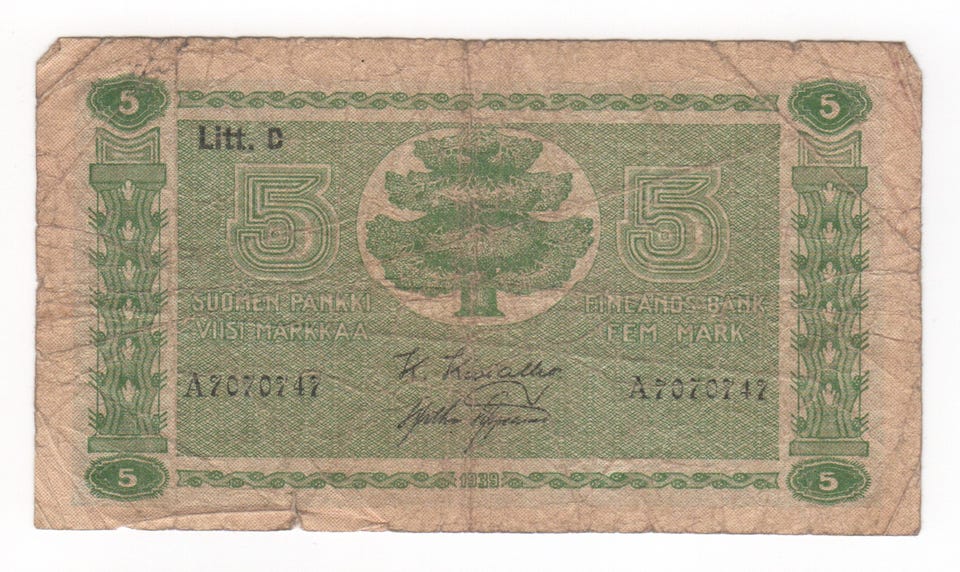 5 5
Litt. D
5 5
SUOMEN PANKKI FINLANDS BANK
VIISI MARKKAA FEM MARK
A7070747 A7070747
1939
5 5